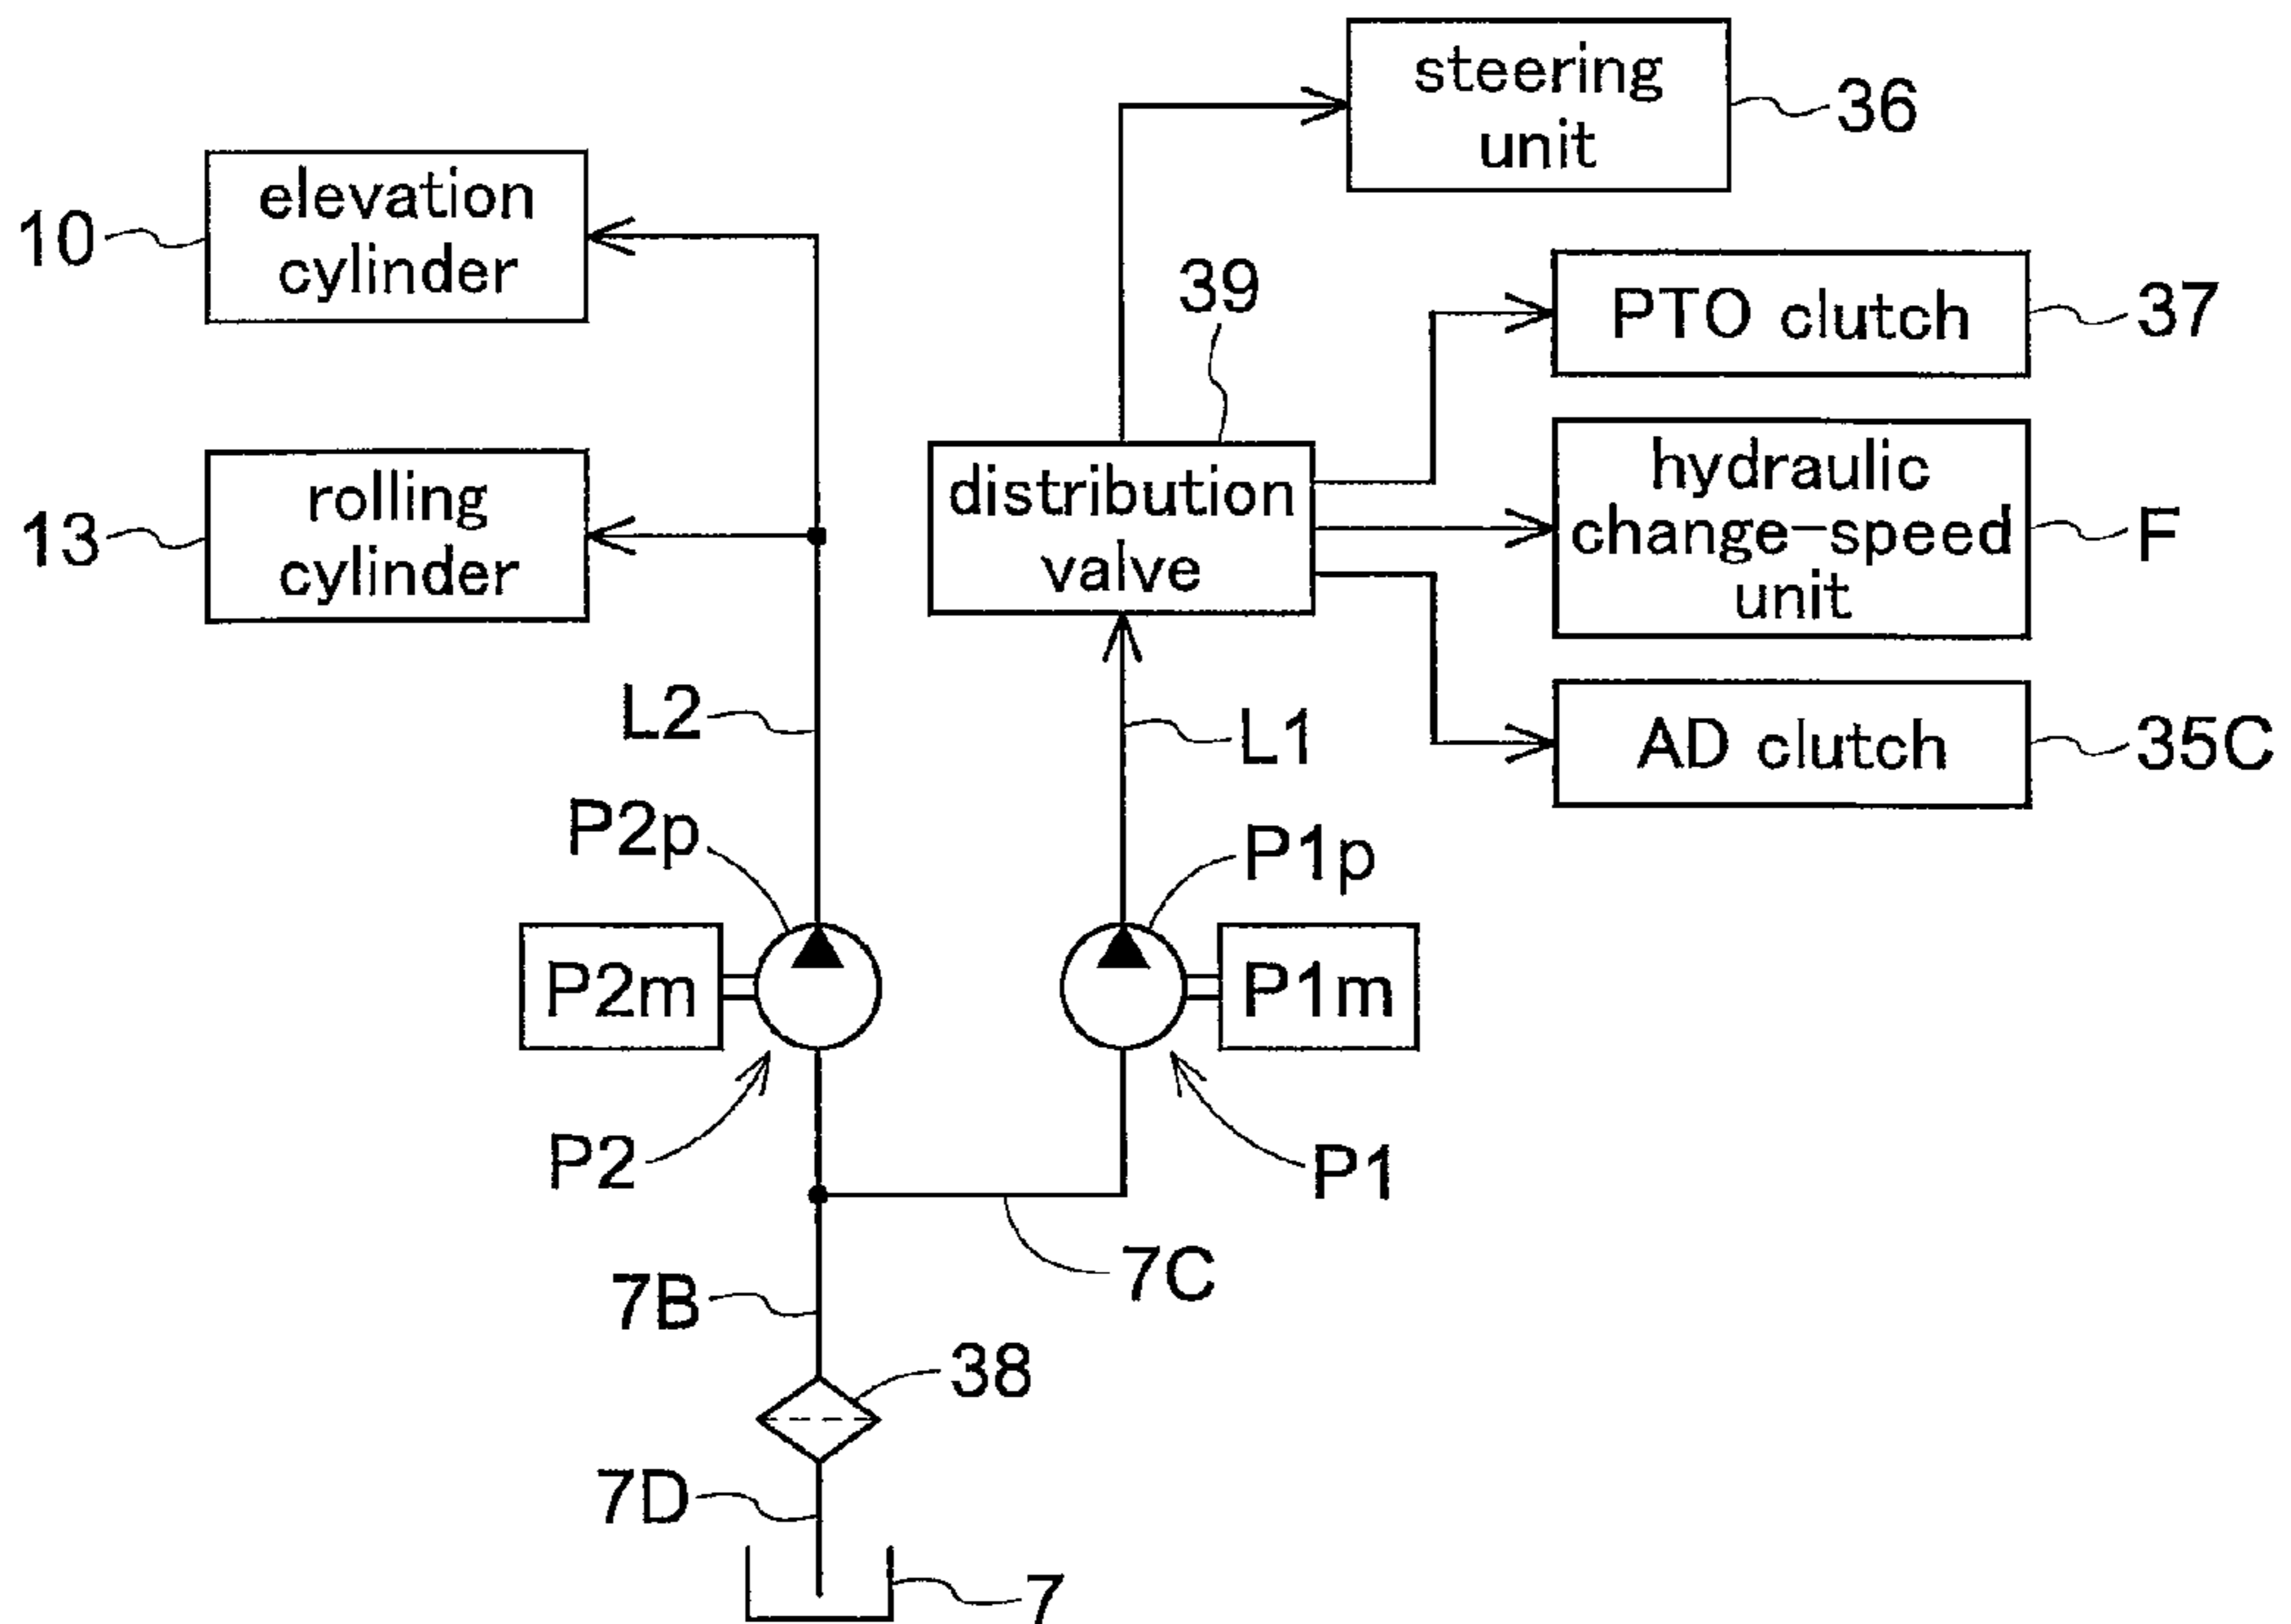 steering
unit
36
elevation
cylinder
10
39
PTO clutch
37
rolling
cylinder
13
distribution
valve
hydraulic
change-speed
unit
F
L2
L1
AD clutch
35C
P2p
P1p
P2m
P1m
P2
P1
7C
7B
38
7D
7